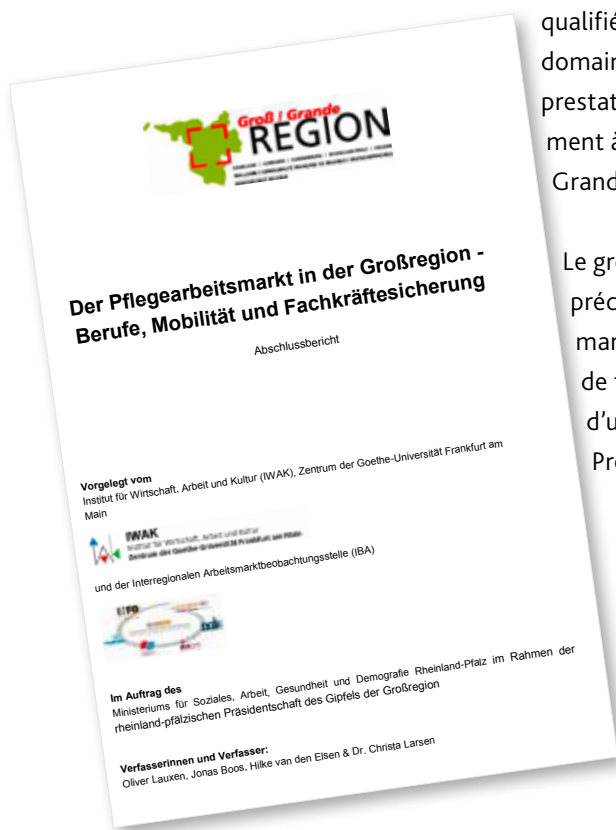 Groß / Grande
REGION
Der Pflegearbeitsmarkt in der Großregion -
Berufe, Mobilität und Fachkräftesicherung
Abschlussbericht
Vorgelegt vom
Institut für Wirtschaft, Arbeit und Kultur (IWAK), Zentrum der Goethe-Universität Frankfurt am
Main
IWAK
Institut für Wirtschaft, Arbeit und Kultur
Zentrum der Goethe-Universität Frankfurt am Main
und der Interregionalen Arbeitsmarktbeobachtungsstelle (IBA)
Im Auftrag des
Ministeriums für Soziales, Arbeit, Gesundheit und Demografie Rheinland-Pfalz im Rahmen der
rheinland-pfälzischen Präsidentschaft des Gipfels der Großregion
Verfasserinnen und Verfasser:
Oliver Lauxen, Jonas Boos, Hilke van den Elsen & Dr. Christa Larsen
qualifié
domain
prestat
ment à
Grand
Le gr
préc
mar
de
d'u
Pr